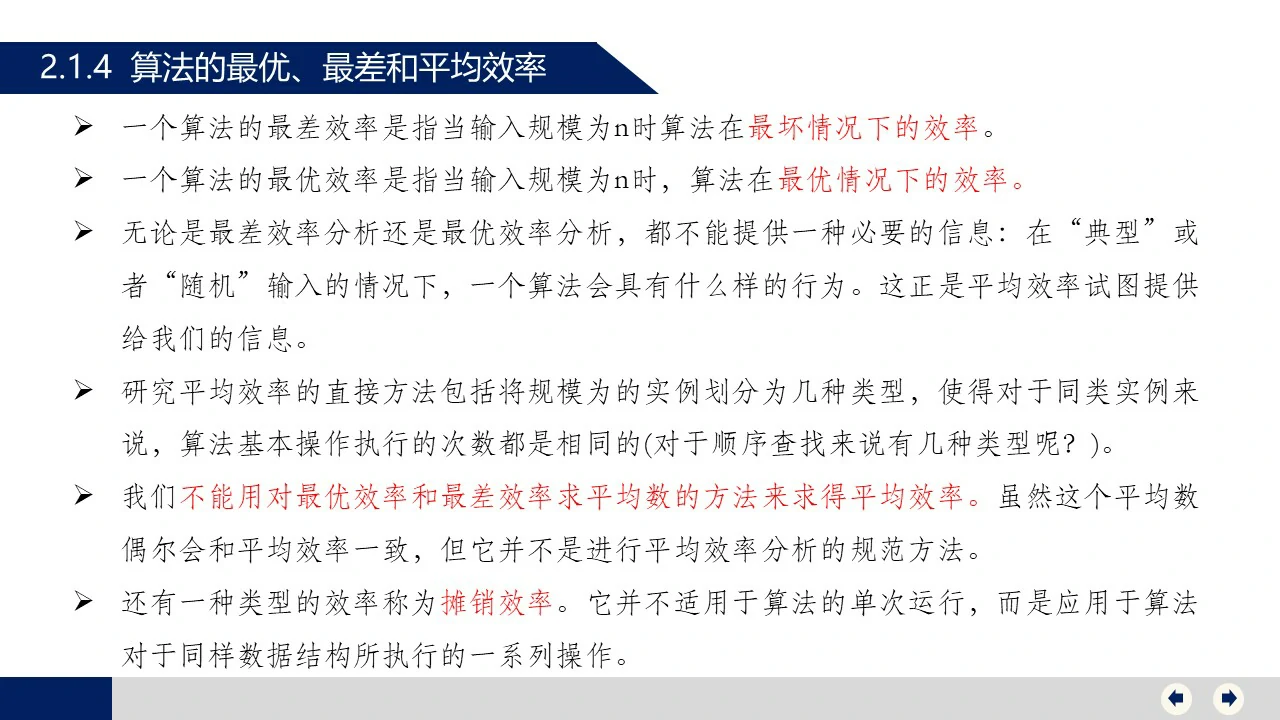 2.1.4 算法的最优、最差和平均效率
一个算法的最差效率是指当输入规模为n时算法在最坏情况下的效率。
一个算法的最优效率是指当输入规模为n时，算法在最优情况下的效率。
无论是最差效率分析还是最优效率分析，都不能提供一种必要的信息：在“典型”或
者“随机”输入的情况下，一个算法会具有什么样的行为。这正是平均效率试图提供
给我们的信息。
研究平均效率的直接方法包括将规模为的实例划分为几种类型，使得对于同类实例来
说，算法基本操作执行的次数都是相同的(对于顺序查找来说有几种类型呢？)。
我们不能用对最优效率和最差效率求平均数的方法来求得平均效率。虽然这个平均数
偶尔会和平均效率一致，但它并不是进行平均效率分析的规范方法。
还有一种类型的效率称为摊销效率。它并不适用于算法的单次运行，而是应用于算法
对于同样数据结构所执行的一系列操作。